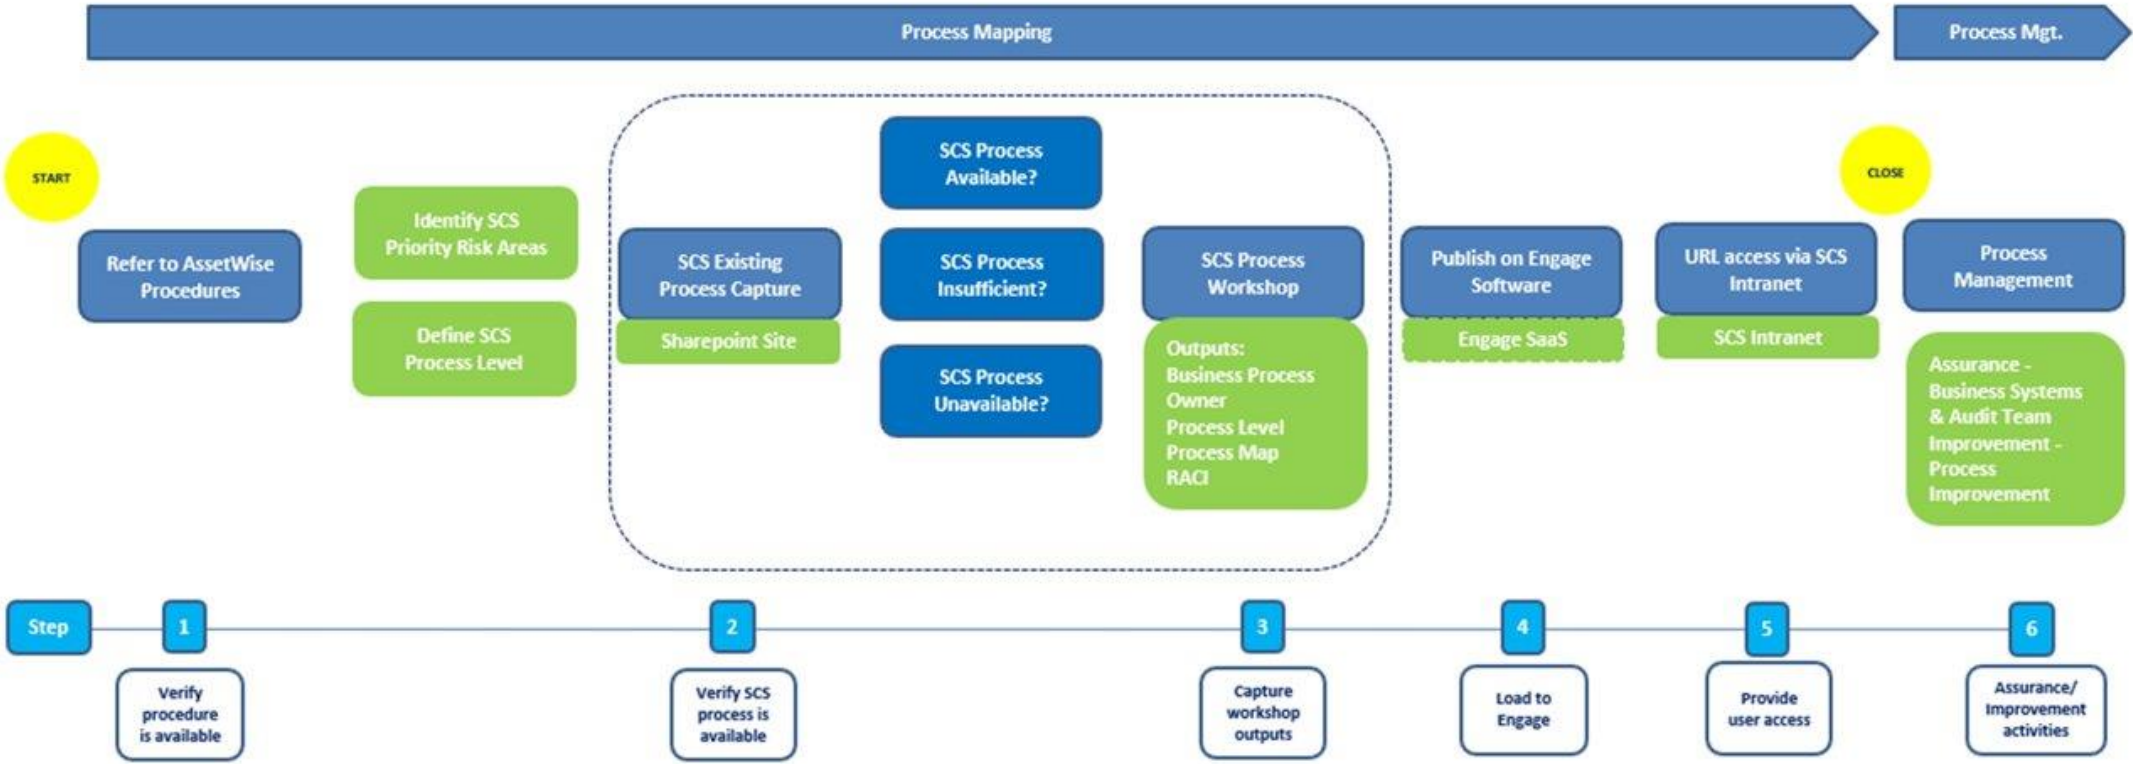 Process Mapping
Process Mgt.
START
CLOSE
Refer to AssetWise
Procedures
Identify SCS
Priority Risk Areas
Define SCS
Process Level
SCS Existing
Process Capture
Sharepoint Site
SCS Process
Available?
SCS Process
Insufficient?
SCS Process
Unavailable?
SCS Process
Workshop
Outputs:
Business Process
Owner
Process Level
Process Map
RACI
Publish on Engage
Software
Engage SaaS
URL access via SCS
Intranet
SCS Intranet
Process
Management
Assurance -
Business Systems
& Audit Team
Improvement -
Process
Improvement
Step
1
2
3
4
5
6
Verify
procedure
is available
Verify SCS
process is
available
Capture
workshop
outputs
Load to
Engage
Provide
user access
Assurance/
Improvement
activities